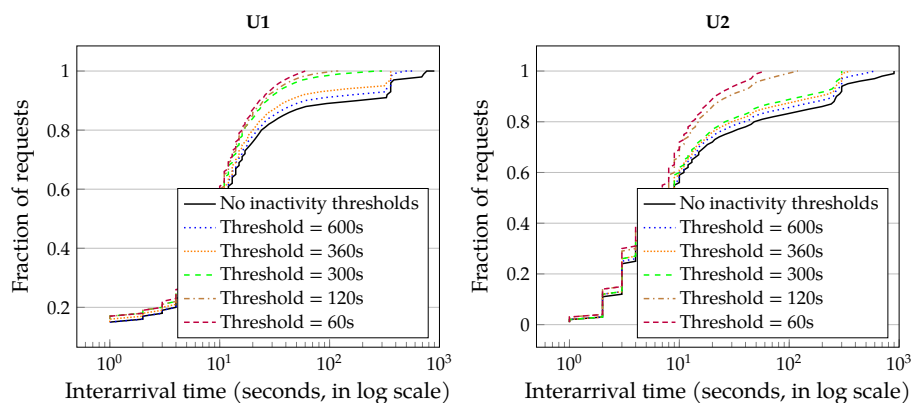 U1
Fraction of requests
1
0.8
0.6
0.4
0.2
No inactivity thresholds
Threshold = 600s
Threshold = 360s
Threshold = 300s
Threshold = 120s
Threshold = 60s
10^0 10^1 10^2 10^3
Interarrival time (seconds, in log scale)
U2
Fraction of requests
1
0.8
0.6
0.4
0.2
0
No inactivity thresholds
Threshold = 600s
Threshold = 360s
Threshold = 300s
Threshold = 120s
Threshold = 60s
10^0 10^1 10^2 10^3
Interarrival time (seconds, in log scale)